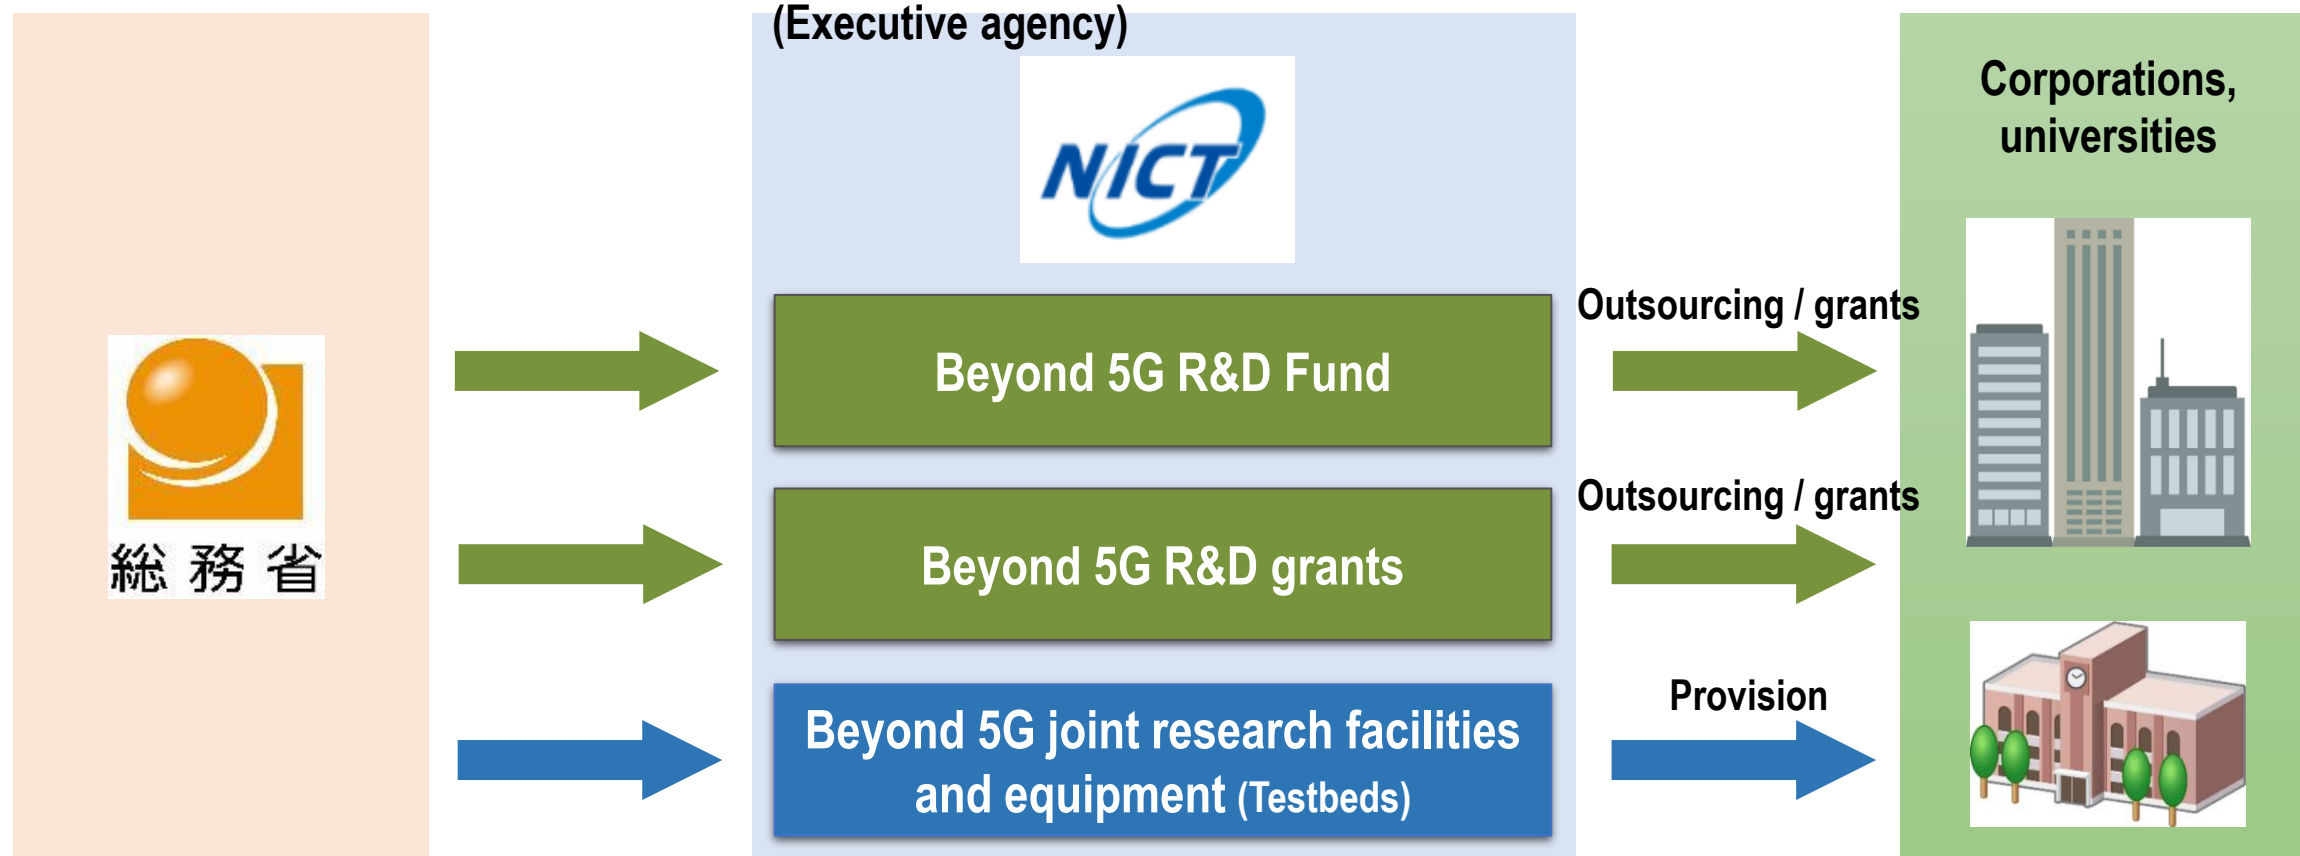 (Executive agency)
NICT
総務省
Corporations,
universities
Outsourcing / grants
Beyond 5G R&D Fund
Outsourcing / grants
Beyond 5G R&D grants
Provision
Beyond 5G joint research facilities
and equipment (Testbeds)